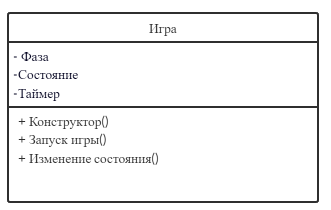 Игра
- Фаза
-Состояние
-Таймер
+ Конструктор()
+ Запуск игры()
+ Изменение состояния()